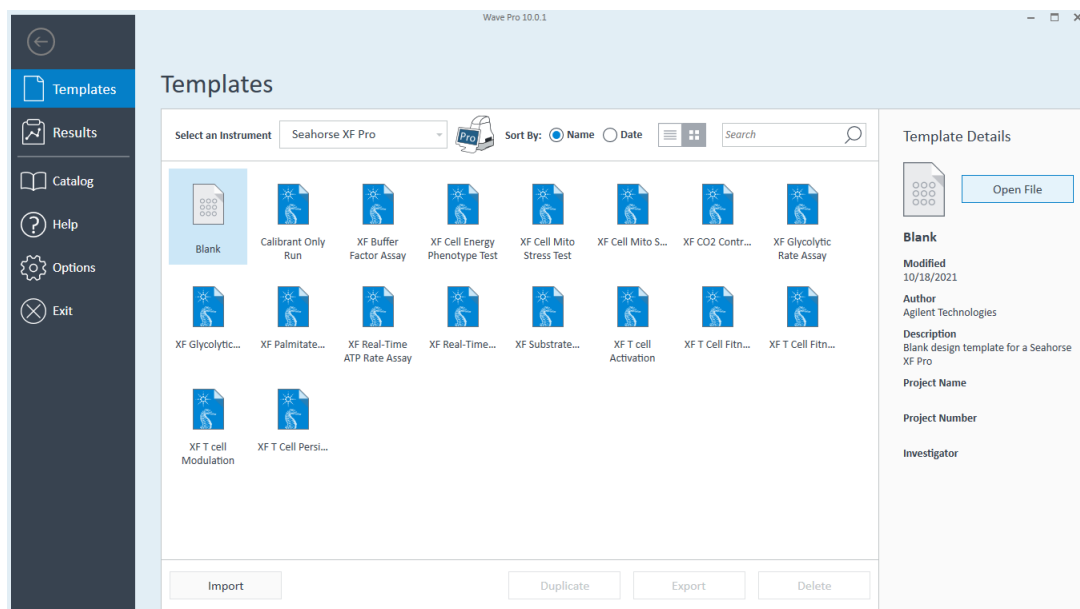 Wave Pro 10.0.1
Templates
Results
Catalog
Help
Options
Exit
Templates
Select an Instrument
Seahorse XF Pro
Pro
Sort By:
Name
Date
Search
Blank
Calibrant Only
Run
XF Buffer
Factor Assay
XF Cell Energy
Phenotype Test
XF Cell Mito
Stress Test
XF Cell Mito S...
XF CO2 Contr...
XF Glycolytic
Rate Assay
XF Glycolytic...
XF Palmitate...
XF Real-Time
ATP Rate Assay
XF Real-Time...
XF Substrate...
XF T cell
Activation
XF T Cell Fitn...
XF T Cell Fitn...
XF T cell
Modulation
XF T Cell Persi...
Import
Duplicate
Export
Delete
Template Details
Open File
Blank
Modified
10/18/2021
Author
Agilent Technologies
Description
Blank design template for a Seahorse
XF Pro
Project Name
Project Number
Investigator